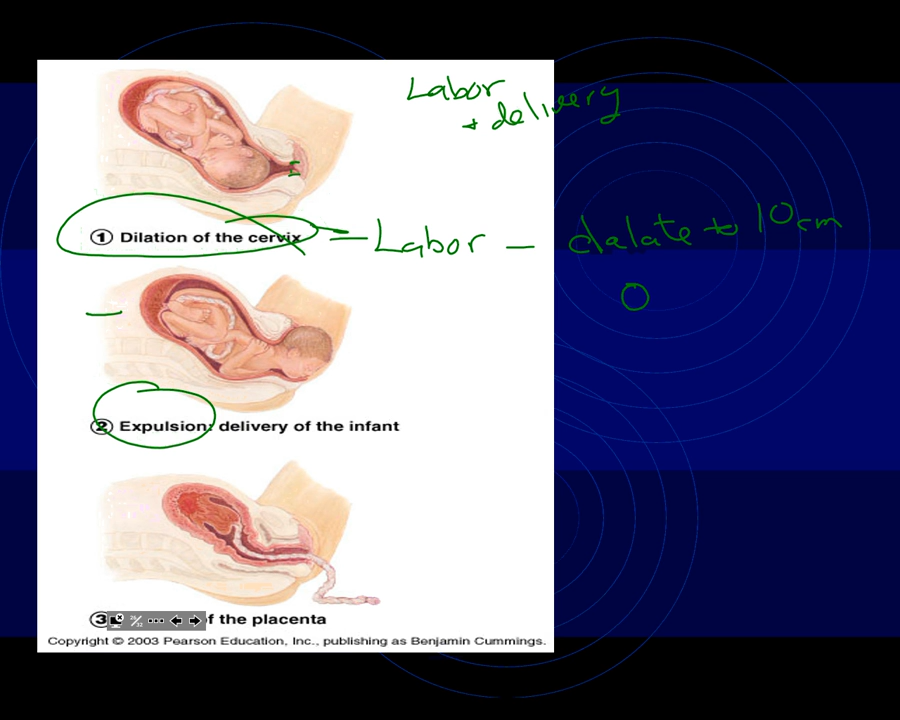 Labor
+ delivery
① Dilation of the cervix = Labor - dalate to 10cm
② Expulsion: delivery of the infant
③ f the placenta
Copyright © 2003 Pearson Education, Inc., publishing as Benjamin Cummings.